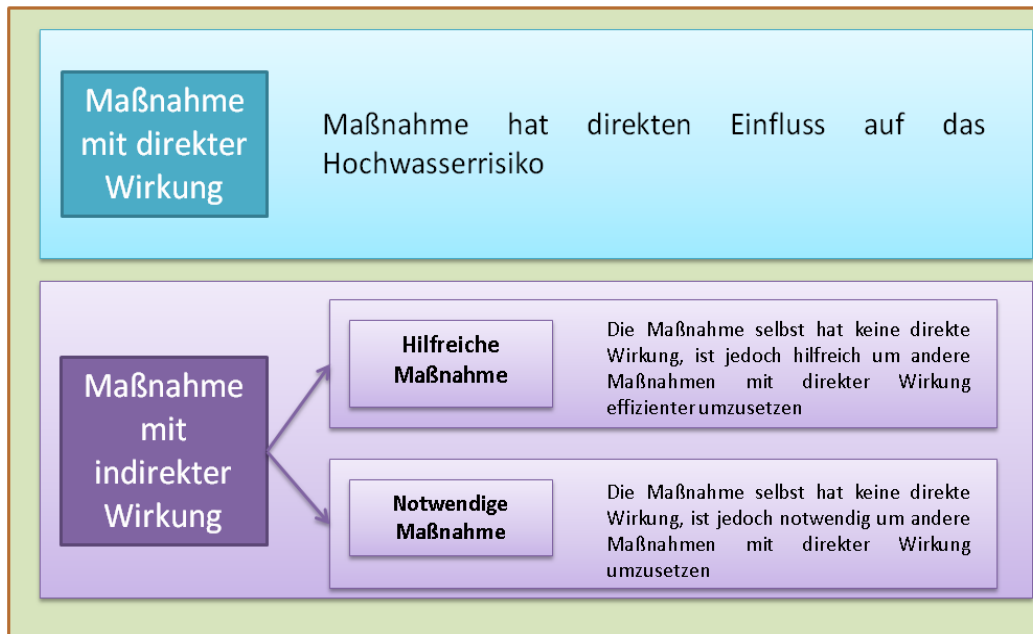 Maßnahme
mit direkter
Wirkung
Maßnahme hat direkten Einfluss auf das
Hochwasserrisiko
Maßnahme
mit
indirekter
Wirkung
Hilfreiche
Maßnahme
Die Maßnahme selbst hat keine direkte
Wirkung, ist jedoch hilfreich um andere
Maßnahmen mit direkter Wirkung
effizienter umzusetzen
Notwendige
Maßnahme
Die Maßnahme selbst hat keine direkte
Wirkung, ist jedoch notwendig um andere
Maßnahmen mit direkter Wirkung
umzusetzen